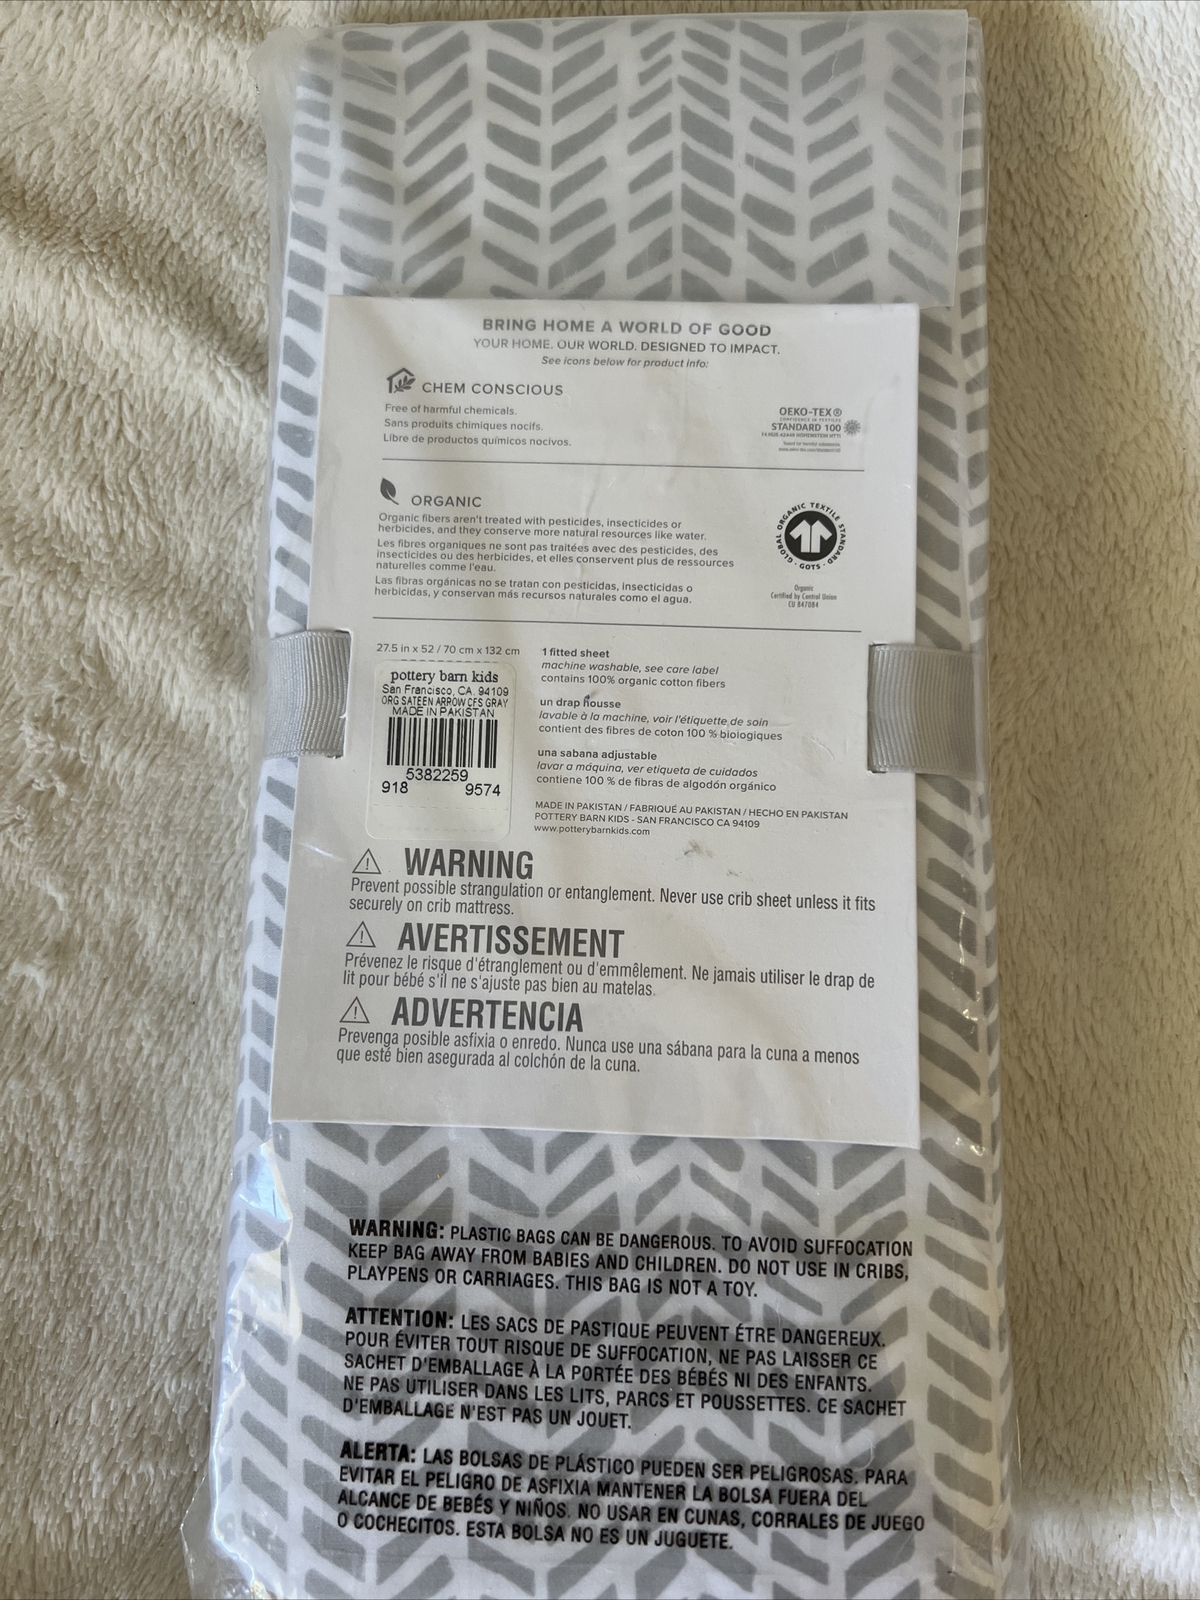 BRING HOME A WORLD OF GOOD
YOUR HOME. OUR WORLD. DESIGNED TO IMPACT.
See icons below for product info:
CHEM CONSCIOUS
Free of harmful chemicals.
Sans produits chimiques nocifs.
Libre de productos químicos nocivos.
OEKO-TEX®
CONFIDENCE IN TEXTILES
STANDARD 100
ORGANIC
Organic fibers aren't treated with pesticides, insecticides or
herbicides, and they conserve more natural resources like water.
Les fibres organiques ne sont pas traitées avec des pesticides, des
insecticides ou des herbicides, et elles conservent plus de ressources
naturelles comme l'eau.
Las fibras orgánicas no se tratan con pesticidas, insecticidas o
herbicidas, y conservan más recursos naturales como el agua.
GLOBAL ORGANIC TEXTILE STANDARD
· GOTS ·
Organic
Certified by Control Union
CU 847084
27.5 in x 52 / 70 cm x 132 cm
pottery barn kids
San Francisco, CA. 94109
ORG SATEEN ARROW CFS GRAY
MADE IN PAKISTAN
5382259
918 9574
1 fitted sheet
machine washable, see care label
contains 100% organic cotton fibers
un drap housse
lavable à la machine, voir l'étiquette de soin
contient des fibres de coton 100 % biologiques
una sabana adjustable
lavar a máquina, ver etiqueta de cuidados
contiene 100 % de fibras de algodón orgánico
MADE IN PAKISTAN / FABRIQUÉ AU PAKISTAN / HECHO EN PAKISTAN
POTTERY BARN KIDS - SAN FRANCISCO CA 94109
www.potterybarnkids.com
WARNING
Prevent possible strangulation or entanglement. Never use crib sheet unless it fits
securely on crib mattress.
AVERTISSEMENT
Prévenez le risque d'étranglement ou d'emmêlement. Ne jamais utiliser le drap de
lit pour bébé s'il ne s'ajuste pas bien au matelas.
ADVERTENCIA
Prevenga posible asfixia o enredo. Nunca use una sábana para la cuna a menos
que esté bien asegurada al colchón de la cuna.
WARNING: PLASTIC BAGS CAN BE DANGEROUS. TO AVOID SUFFOCATION
KEEP BAG AWAY FROM BABIES AND CHILDREN. DO NOT USE IN CRIBS,
PLAYPENS OR CARRIAGES. THIS BAG IS NOT A TOY.
ATTENTION: LES SACS DE PASTIQUE PEUVENT ÉTRE DANGEREUX.
POUR ÉVITER TOUT RISQUE DE SUFFOCATION, NE PAS LAISSER CE
SACHET D'EMBALLAGE À LA PORTÉE DES BÉBÉS NI DES ENFANTS.
NE PAS UTILISER DANS LES LITS, PARCS ET POUSSETTES. CE SACHET
D'EMBALLAGE N'EST PAS UN JOUET.
ALERTA: LAS BOLSAS DE PLÁSTICO PUEDEN SER PELIGROSAS. PARA
EVITAR EL PELIGRO DE ASFIXIA MANTENER LA BOLSA FUERA DEL
ALCANCE DE BEBÉS Y NIÑOS. NO USAR EN CUNAS, CORRALES DE JUEGO
O COCHECITOS. ESTA BOLSA NO ES UN JUGUETE.